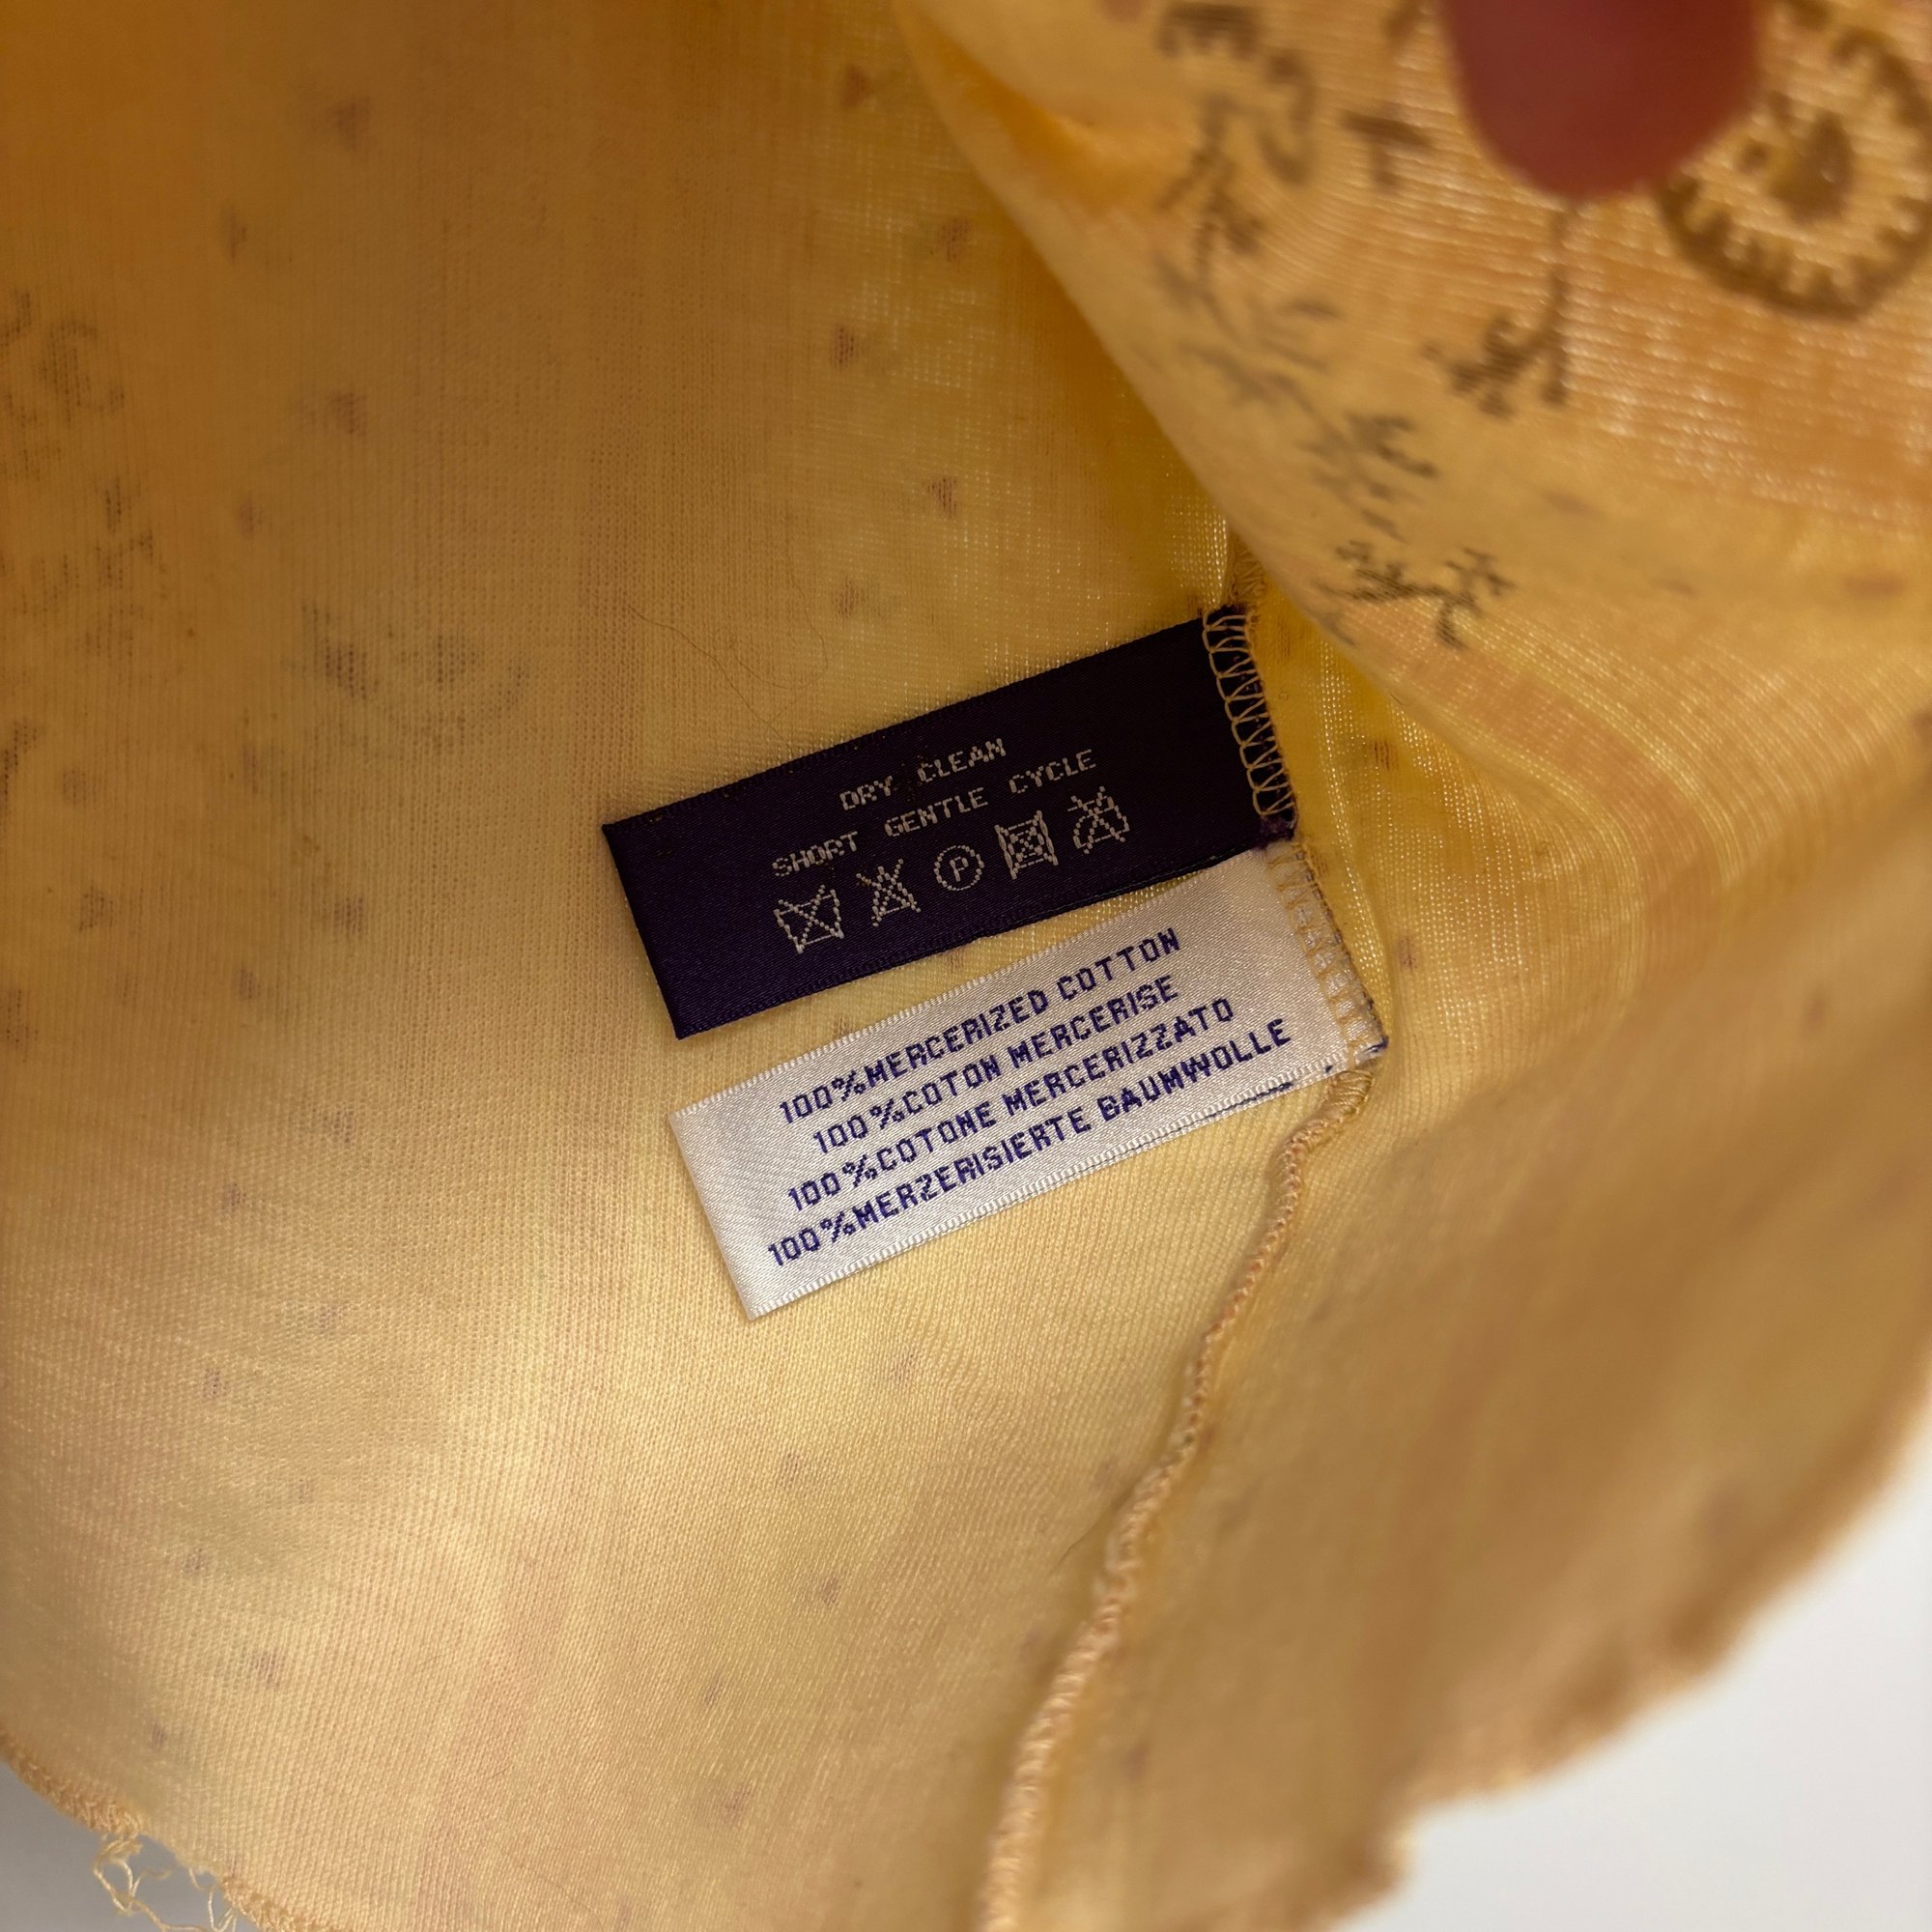 DRY CLEAN
SHORT GENTLE CYCLE
P
100%MERCERIZED COTTON
100%COTON MERCERISE
100%COTONE MERCERIZZATO
100%MERZERISIERTE BAUMWOLLE